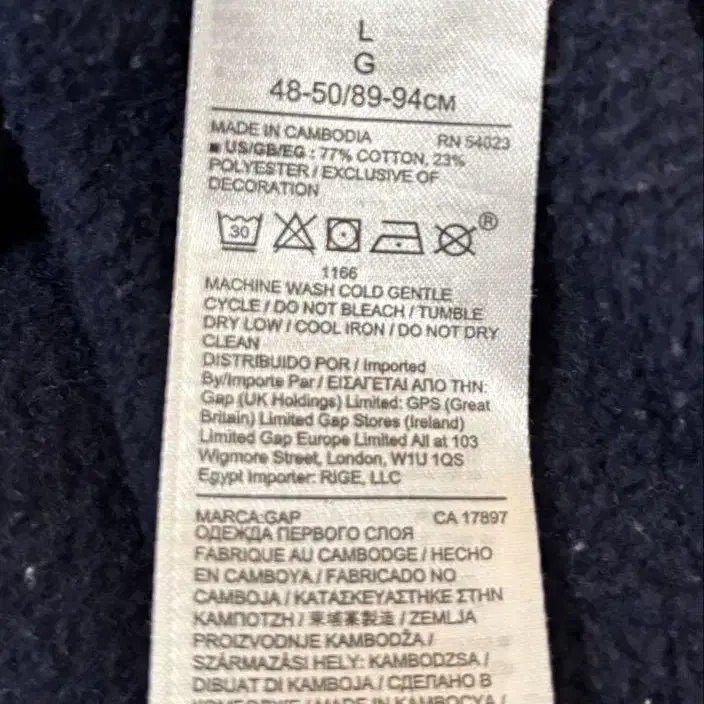 L
G
48-50/89-94CM
MADE IN CAMBODIA RN 54023
■ US/GB/EG : 77% COTTON, 23%
POLYESTER / EXCLUSIVE OF
DECORATION
30 ®
1166
MACHINE WASH COLD GENTLE
CYCLE / DO NOT BLEACH / TUMBLE
DRY LOW / COOL IRON / DO NOT DRY
CLEAN
DISTRIBUIDO POR / Imported
By/Importe Par / ΕΙΣΑΓΕΤΑΙ ΑΠΟ ΤΗΝ:
Gap (UK Holdings) Limited: GPS (Great
Britain) Limited Gap Stores (Ireland)
Limited Gap Europe Limited All at 103
Wigmore Street, London, W1U 1QS
Egypt Importer: RIGE, LLC
MARCA:GAP CA 17897
ОДЕЖДА ПЕРВОГО СЛОЯ
FABRIQUE AU CAMBODGE / HECHO
EN CAMBOYA / FABRICADO NO
CAMBOJA / ΚΑΤΑΣΚΕΥΑΣΤΗΚΕ ΣΤΗΝ
ΚΑΜΠΟΤΖΗ / 柬埔寨製造 / ZEMLJA
PROIZVODNJE KAMBODŽA /
SZÁRMAZÁSI HELY: KAMBODZSA /
DIBUAT DI KAMBOJA / СДЕЛАНО В
MADE IN KAMBOCYA /